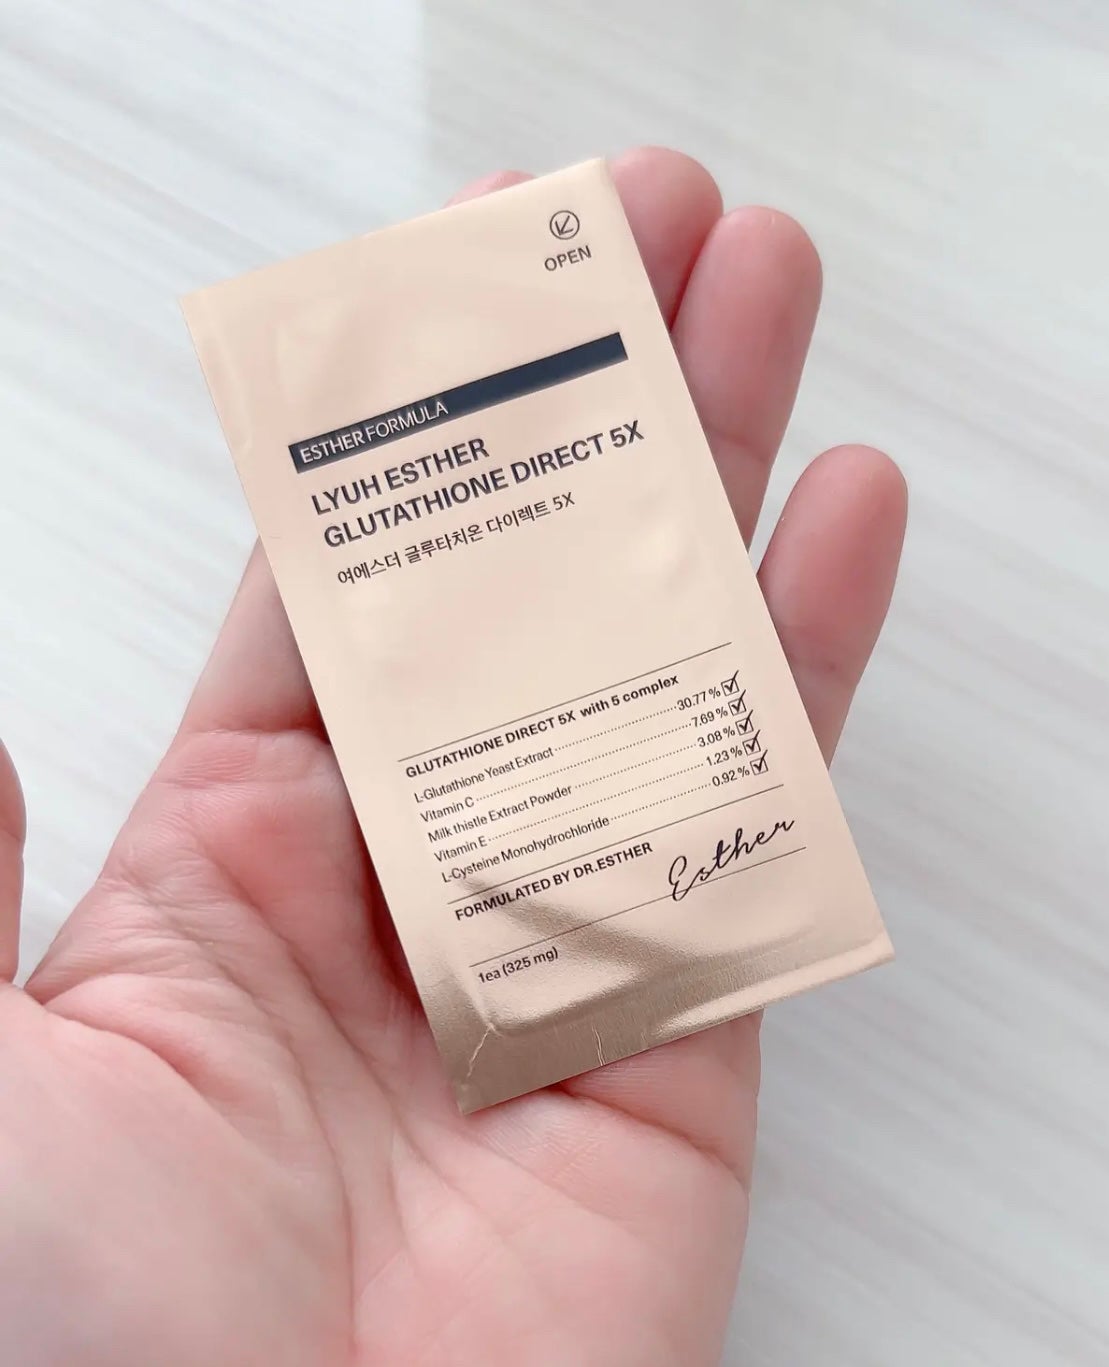 OPEN
ESTHER FORMULA
LYUH ESTHER
GLUTATHIONE DIRECT 5X
여에스더 글루타치온 다이렉트 5X
GLUTATHIONE DIRECT 5X with 5 complex
L-Glutathione Yeast Extract 30.77%
Vitamin C 7.69%
Milk thistle Extract Powder 3.08%
Vitamin E 1.23%
L-Cysteine Monohydrochloride 0.92%
FORMULATED BY DR.ESTHER
Esther
1ea (325 mg)